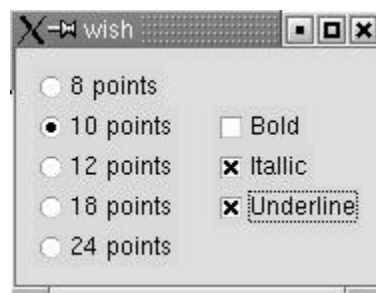 wish
8 points
10 points
Bold
12 points
Itallic
18 points
Underline
24 points